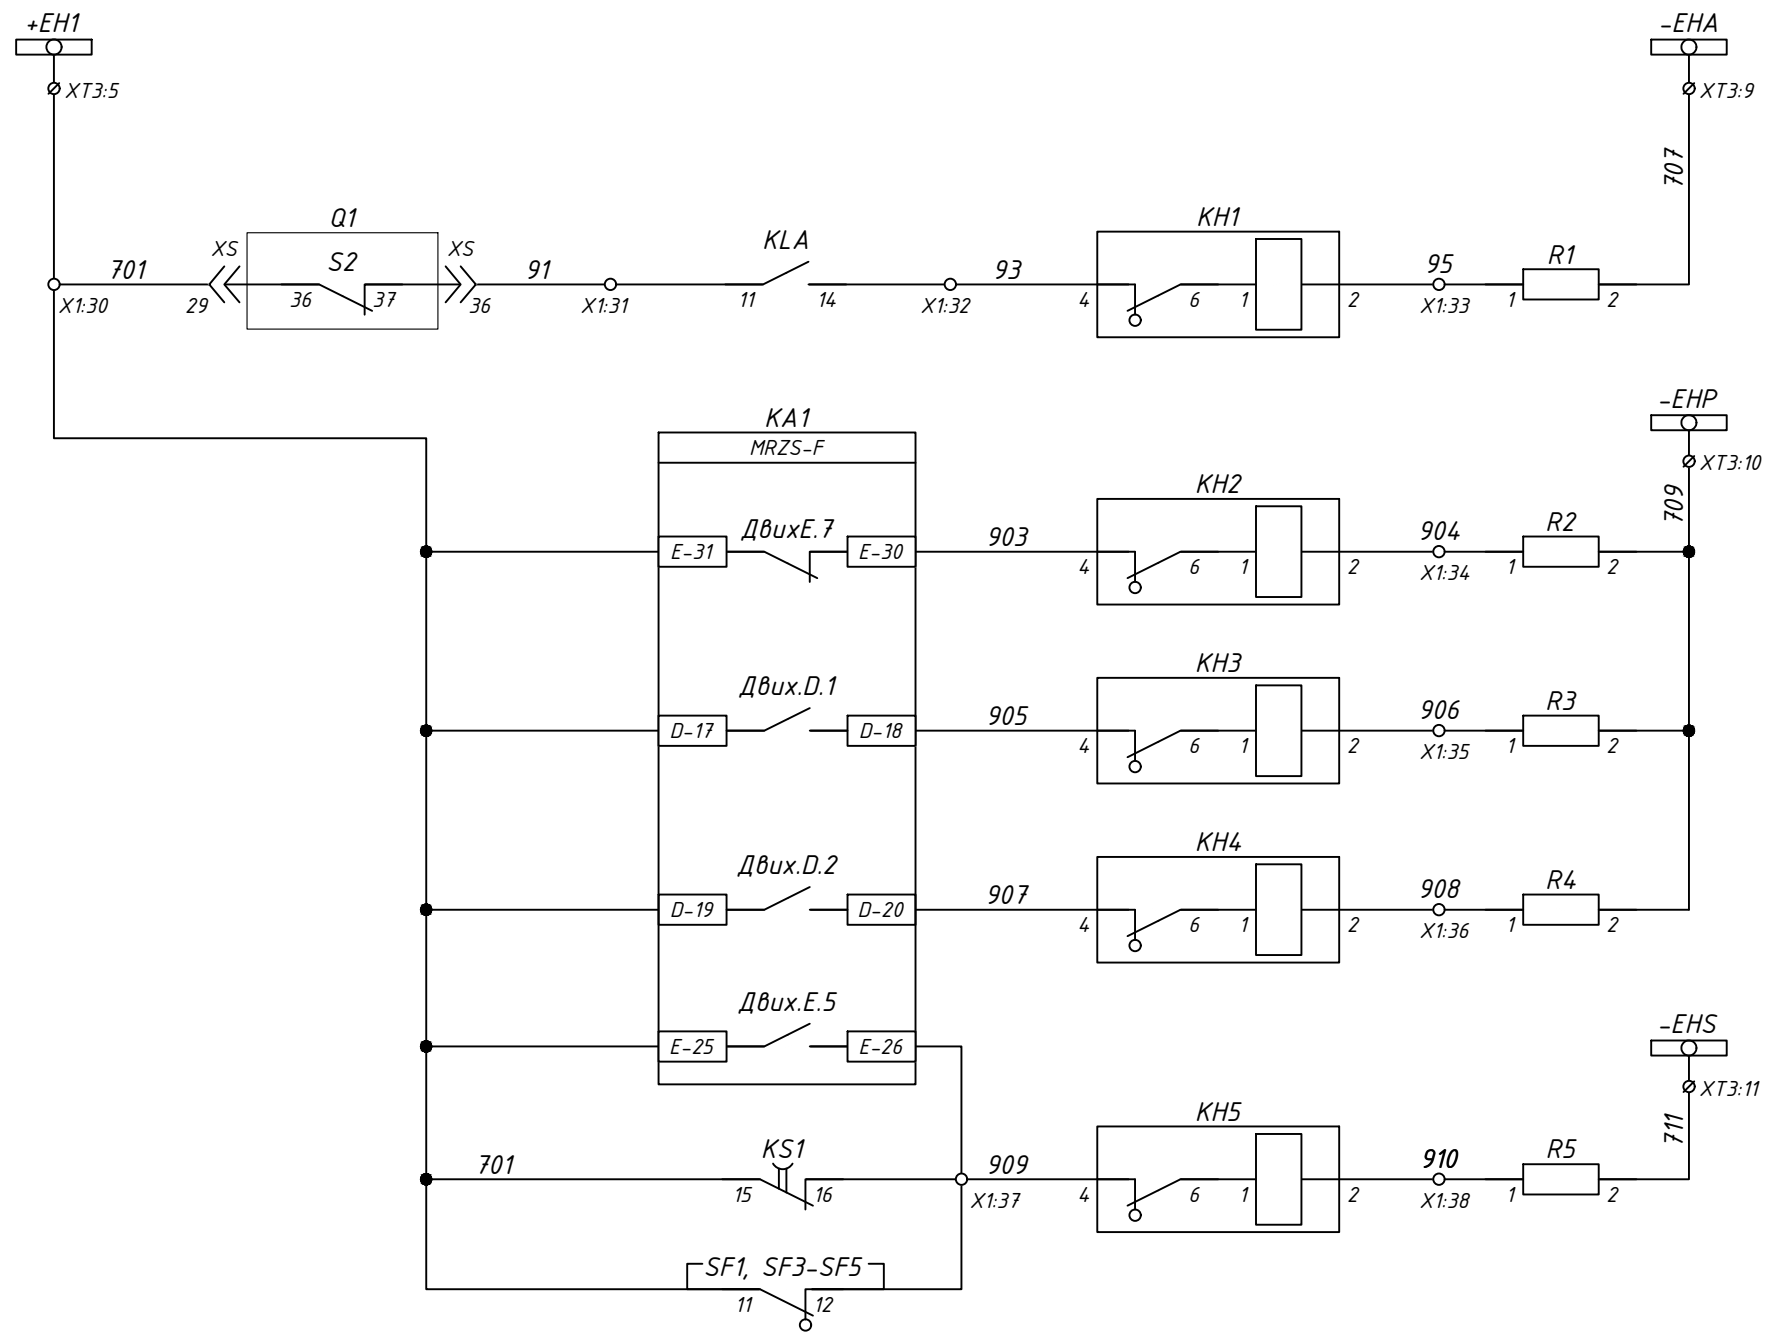 +EH1
-EHA
XT3:5
XT3:9
707
Q1
KH1
XS
XS
S2
KLA
R1
701
91
93
95
X1:30
29
36
37
36
X1:31
11
14
X1:32
4
6
1
2
X1:33
1
2
-EHP
KA1
MRZS-F
XT3:10
709
KH2
ДвихE.7
R2
E-31
E-30
903
904
4
6
1
2
X1:34
1
2
KH3
Двих.D.1
R3
D-17
D-18
905
906
4
6
1
2
X1:35
1
2
KH4
Двих.D.2
R4
D-19
D-20
907
908
4
6
1
2
X1:36
1
2
Двих.E.5
-EHS
E-25
E-26
XT3:11
711
KH5
KS1
R5
701
909
910
15
16
X1:37
4
6
1
2
X1:38
1
2
SF1, SF3-SF5
11
12